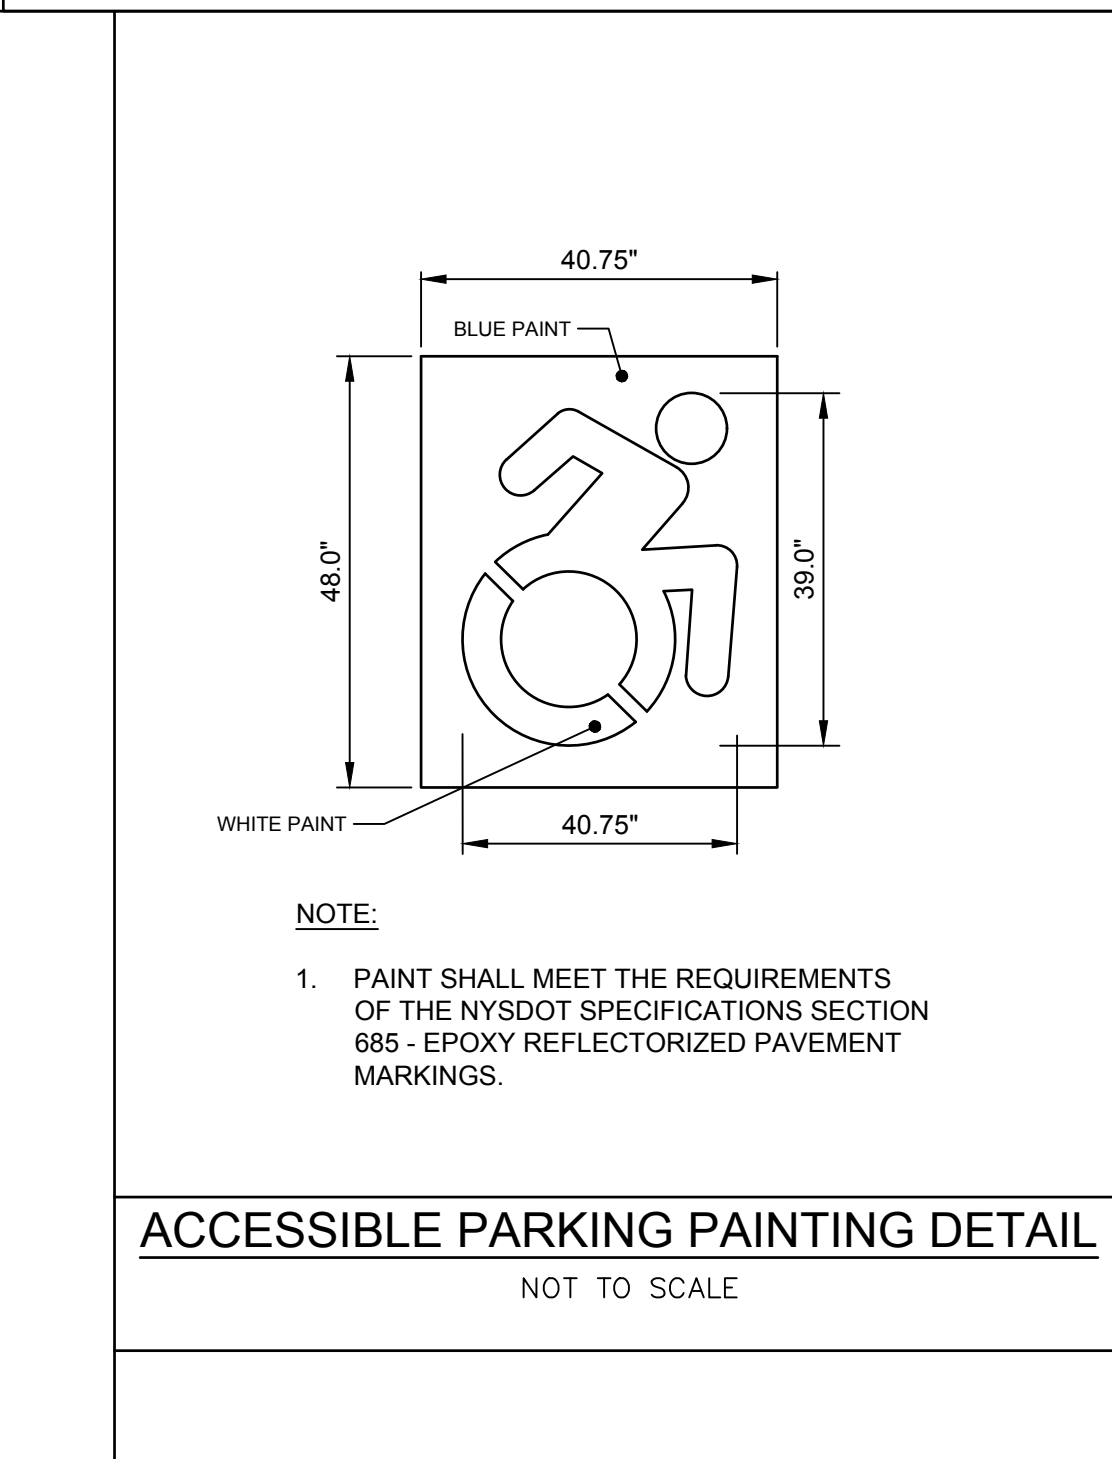 40.75"
BLUE PAINT
48.0"
39.0"
WHITE PAINT
40.75"
NOTE:
1. PAINT SHALL MEET THE REQUIREMENTS
OF THE NYSDOT SPECIFICATIONS SECTION
685 - EPOXY REFLECTORIZED PAVEMENT
MARKINGS.
ACCESSIBLE PARKING PAINTING DETAIL
NOT TO SCALE